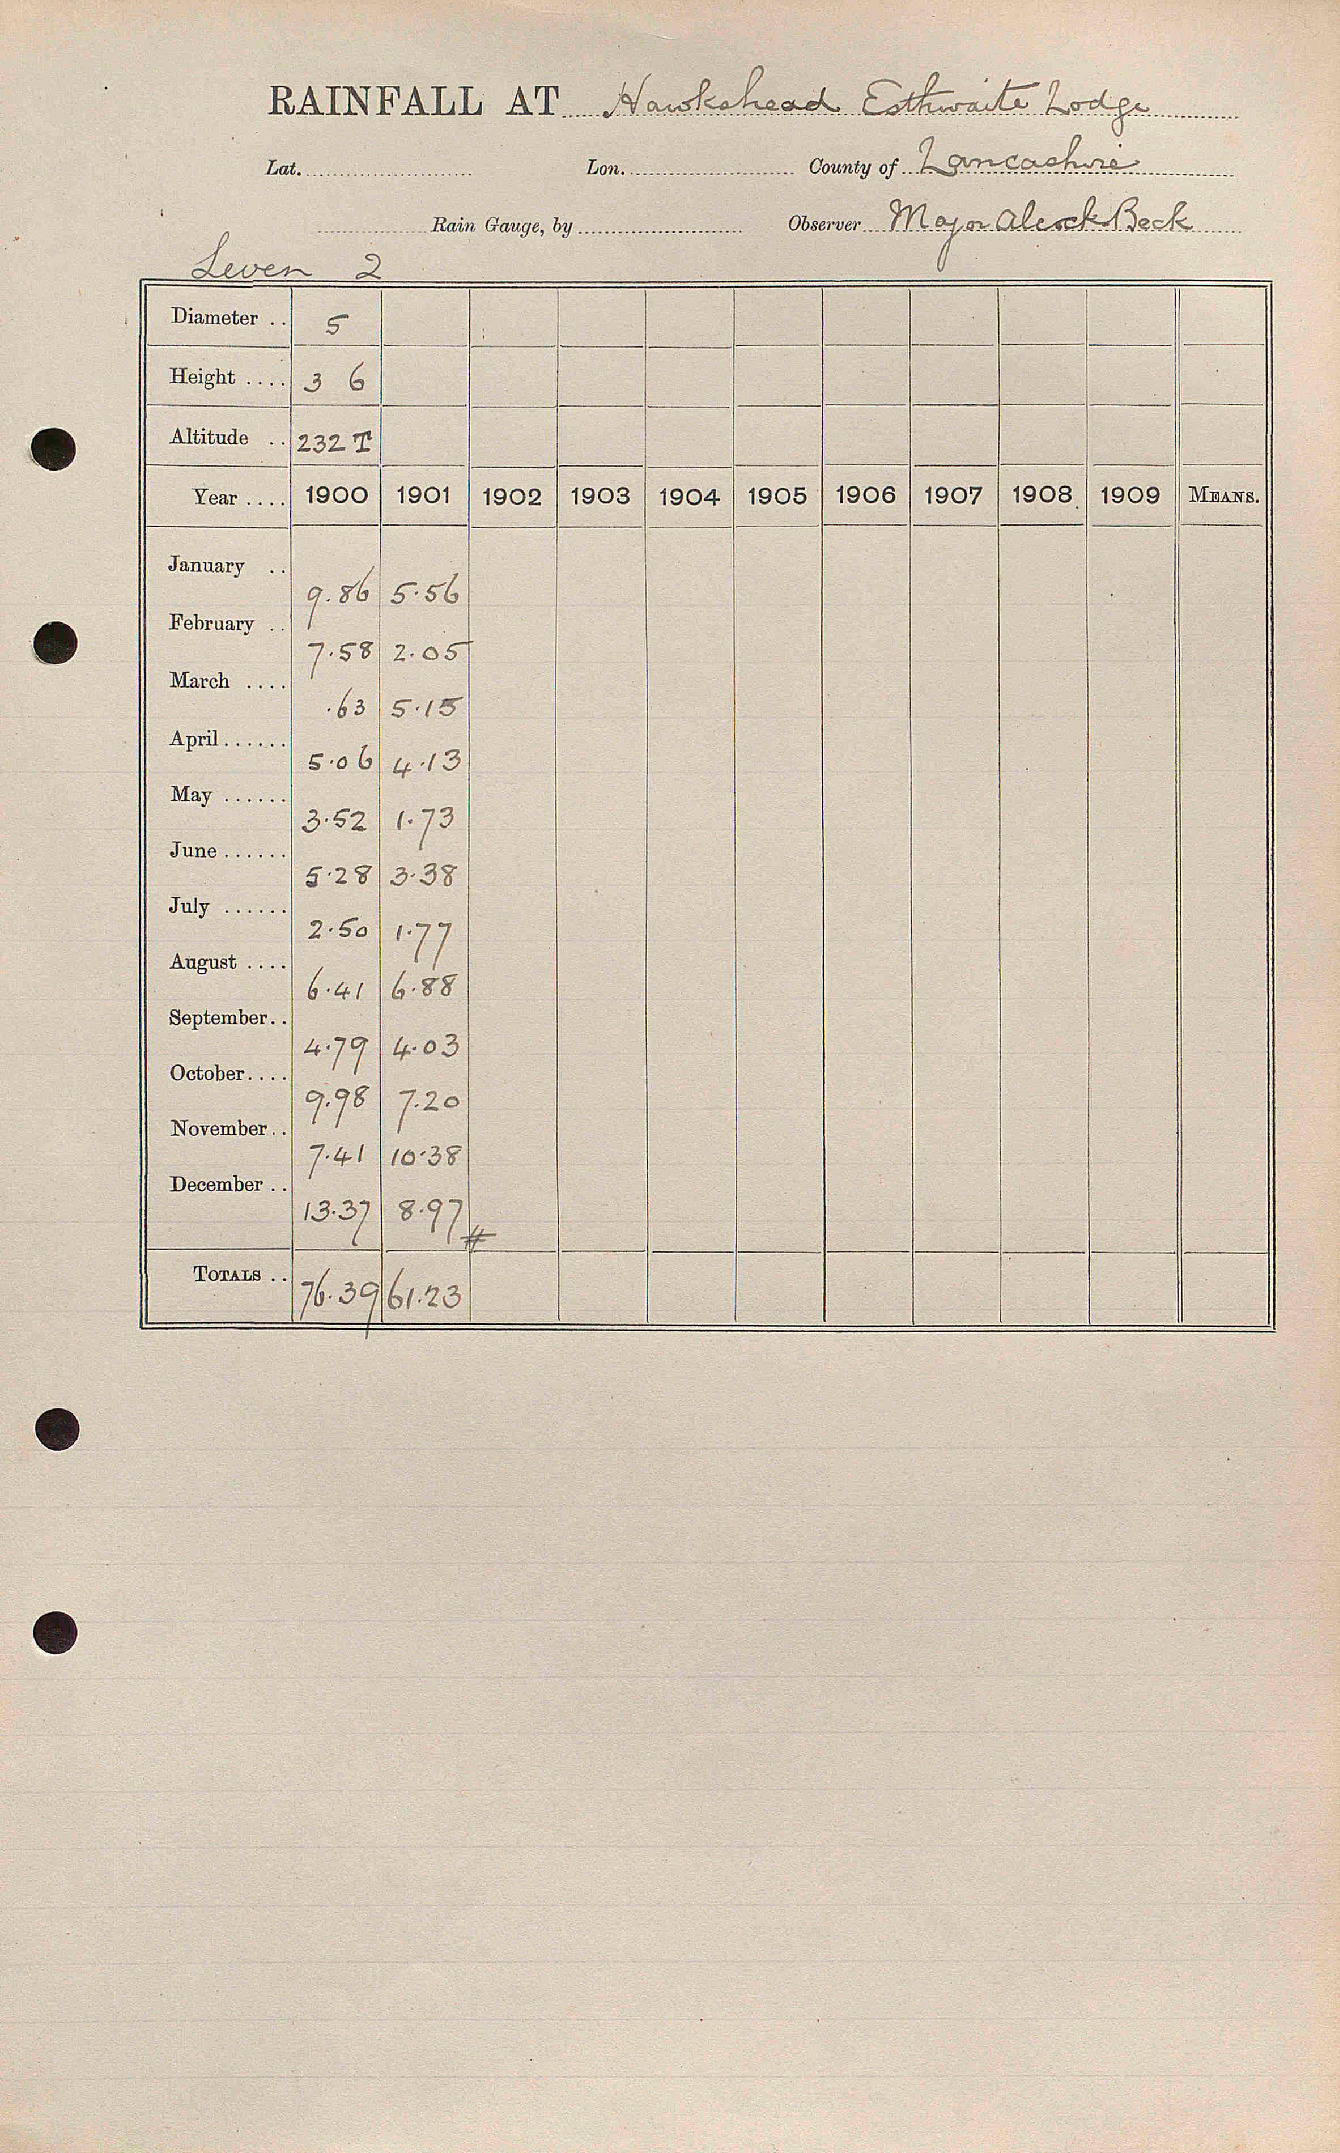 RAINFALL AT Hawkshead Esthwaite Lodge
Lat. Lon. County of Lancashire
Rain Gauge, by Observer Major Alcock Beck
Leven 2
Diameter .. 5
Height .... 3 6
Altitude .. 232 T
Year .... 1900 1901 1902 1903 1904 1905 1906 1907 1908 1909 MEANS.
January .. 9.86 5.56
February .. 7.58 2.05
March .... .63 5.15
April ...... 5.06 4.13
May ...... 3.52 1.73
June ...... 5.28 3.38
July ...... 2.50 1.77
August .... 6.41 6.88
September .. 4.79 4.03
October .... 9.98 7.20
November .. 7.41 10.38
December .. 13.37 8.97 #
TOTALS .. 76.39 61.23